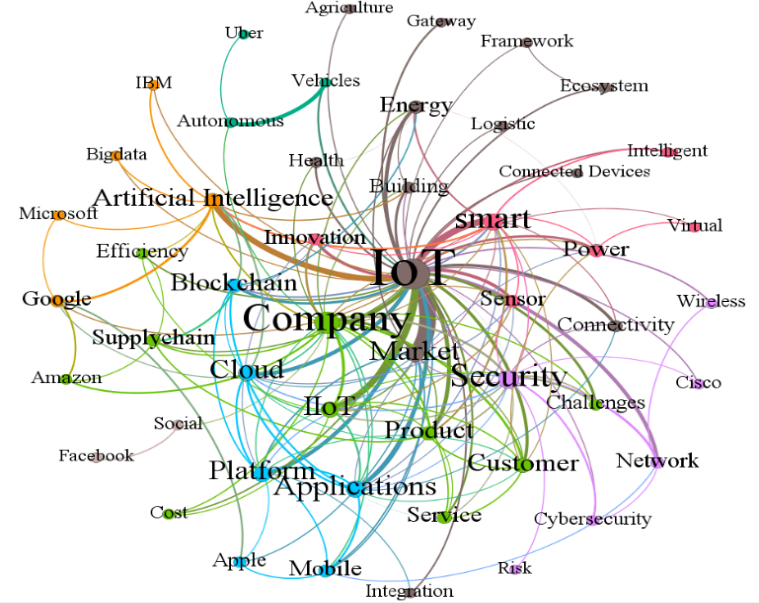 Agriculture
Gateway
Uber
Framework
IBM
Vehicles
Ecosystem
Energy
Autonomous
Logistic
Bigdata
Health
Intelligent
Connected Devices
Building
Artificial Intelligence
Microsoft
smart
Virtual
Innovation
Efficiency
Power
IoT
Blockchain
Google
Sensor
Wireless
Company
Connectivity
Supplychain
Market
Cloud
Security
Amazon
Cisco
IIoT
Challenges
Social
Product
Facebook
Platform
Customer
Network
Applications
Cost
Service
Cybersecurity
Apple
Mobile
Risk
Integration